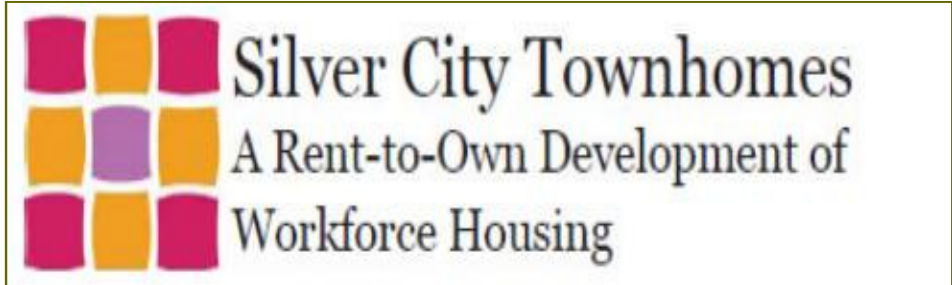 Silver City Townhomes
A Rent-to-Own Development of
Workforce Housing